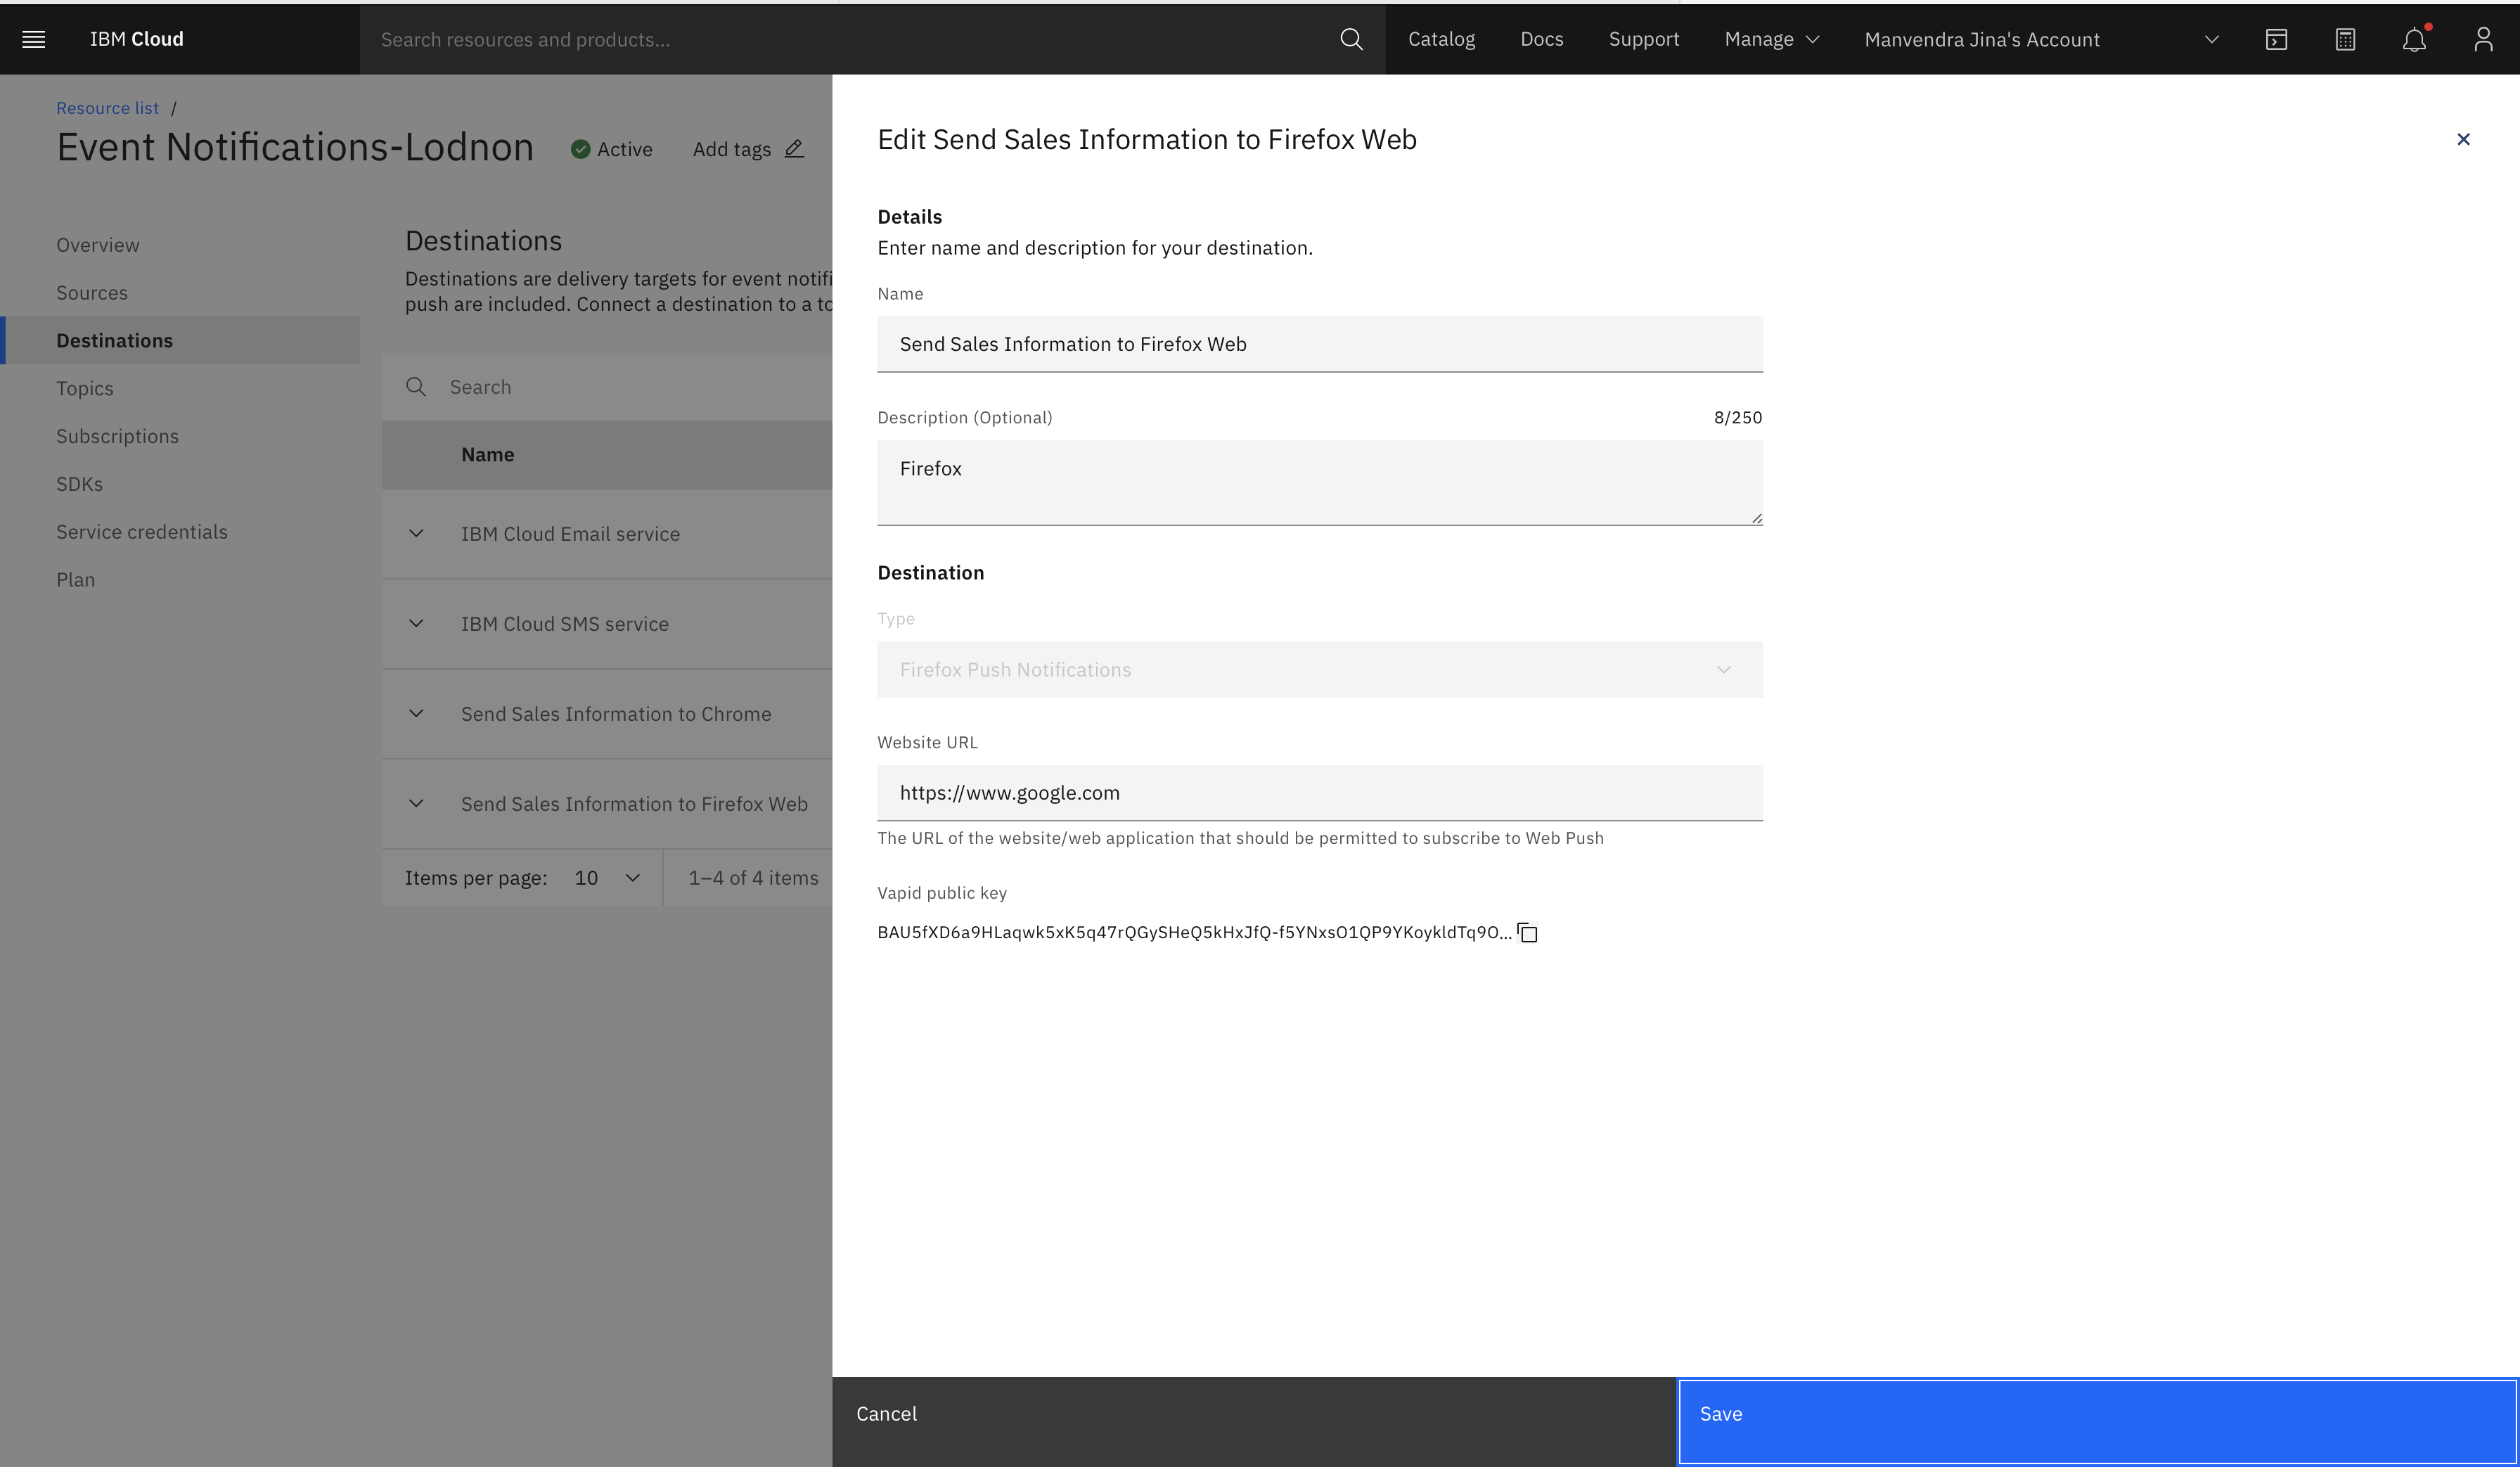 IBM Cloud
Search resources and products...
Catalog
Docs
Support
Manage
Manvendra Jina's Account
Resource list /
Event Notifications-Lodnon
Active
Add tags
Overview
Sources
Destinations
Topics
Subscriptions
SDKs
Service credentials
Plan
Destinations
Destinations are delivery targets for event notifi
push are included. Connect a destination to a to
Search
Name
IBM Cloud Email service
IBM Cloud SMS service
Send Sales Information to Chrome
Send Sales Information to Firefox Web
Items per page: 10
1–4 of 4 items
Edit Send Sales Information to Firefox Web
Details
Enter name and description for your destination.
Name
Send Sales Information to Firefox Web
Description (Optional)
8/250
Firefox
Destination
Type
Firefox Push Notifications
Website URL
https://www.google.com
The URL of the website/web application that should be permitted to subscribe to Web Push
Vapid public key
BAU5fXD6a9HLaqwk5xK5q47rQGySHeQ5kHxJfQ-f5YNxsO1QP9YKoykldTq9O...
Cancel
Save